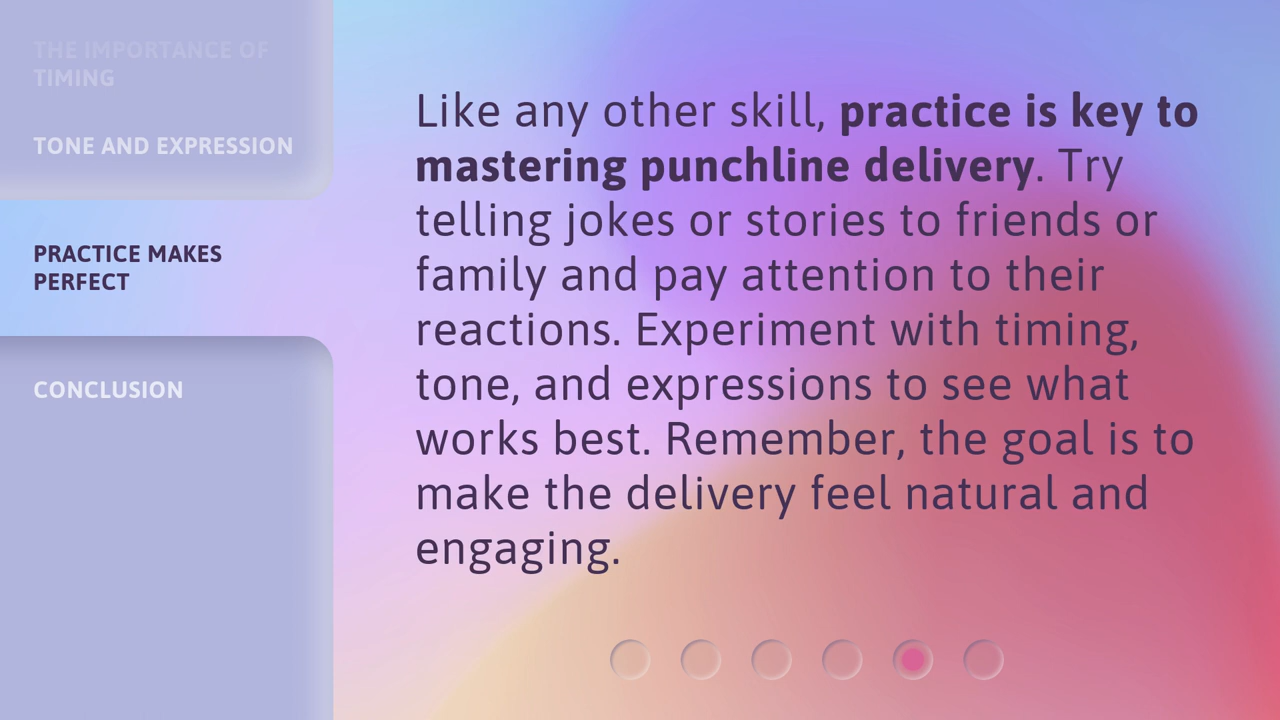 THE IMPORTANCE OF
TIMING
TONE AND EXPRESSION
PRACTICE MAKES
PERFECT
CONCLUSION
Like any other skill, practice is key to
mastering punchline delivery. Try
telling jokes or stories to friends or
family and pay attention to their
reactions. Experiment with timing,
tone, and expressions to see what
works best. Remember, the goal is to
make the delivery feel natural and
engaging.